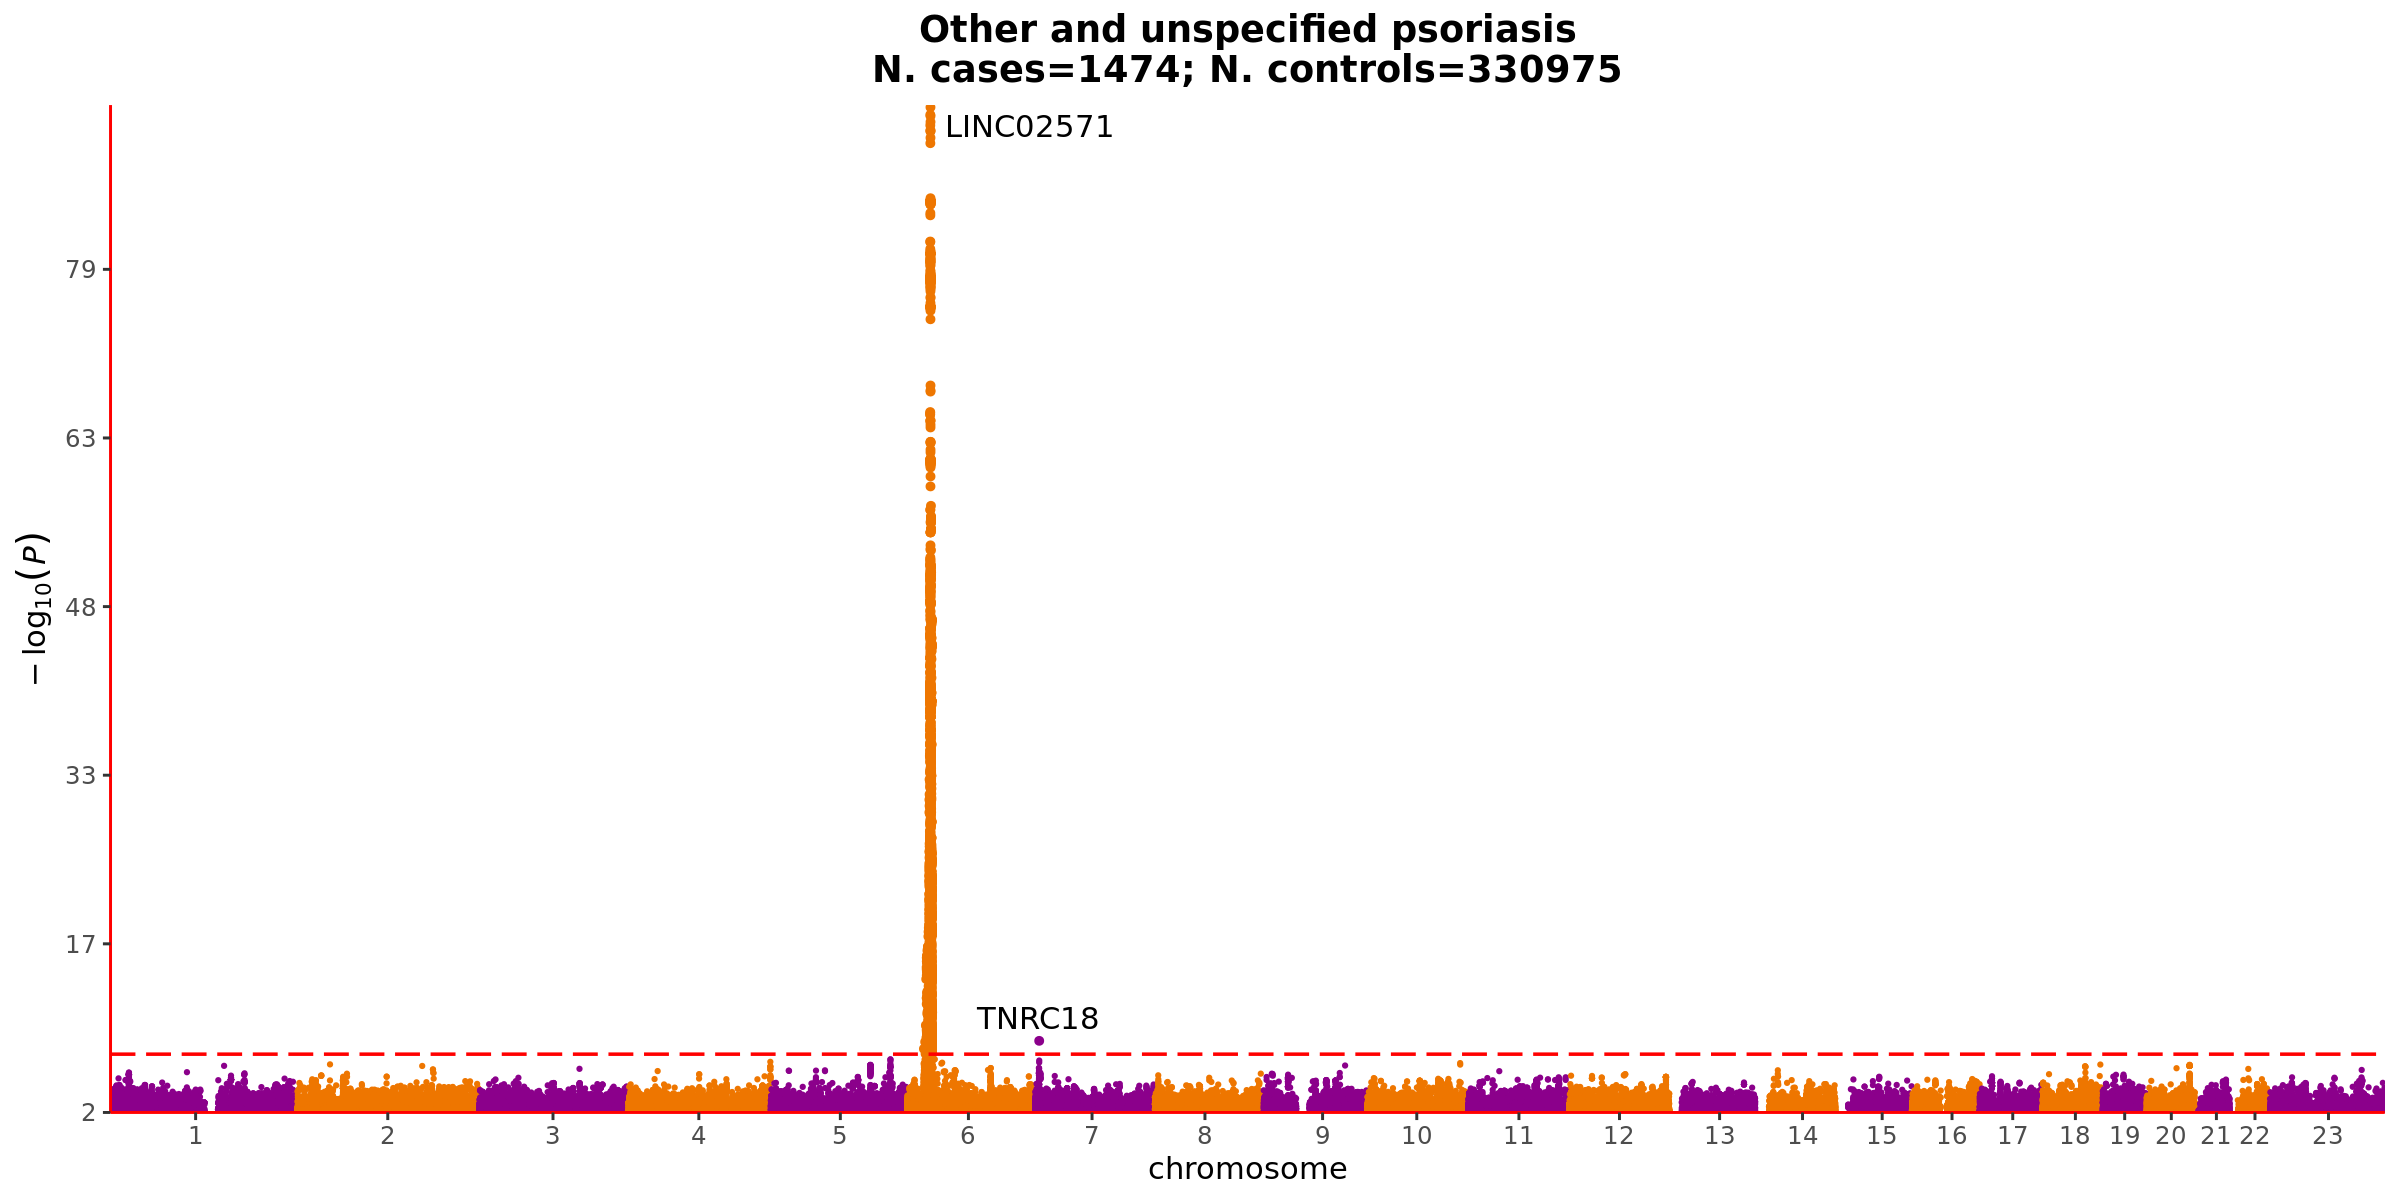 Other and unspecified psoriasis
N. cases=1474; N. controls=330975
LINC02571
79
63
48
33
17
2
−log10(P)
TNRC18
1 2 3 4 5 6 7 8 9 10 11 12 13 14 15 16 17 18 19 20 21 22 23
chromosome